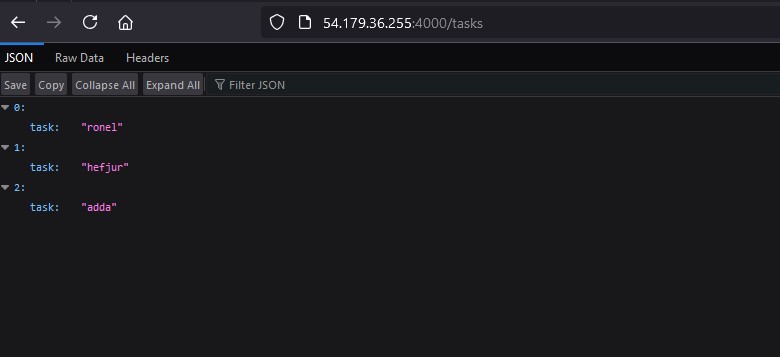 54.179.36.255:4000/tasks
JSON Raw Data Headers
Save Copy Collapse All Expand All Filter JSON
0:
task: "ronel"
1:
task: "hefjur"
2:
task: "adda"